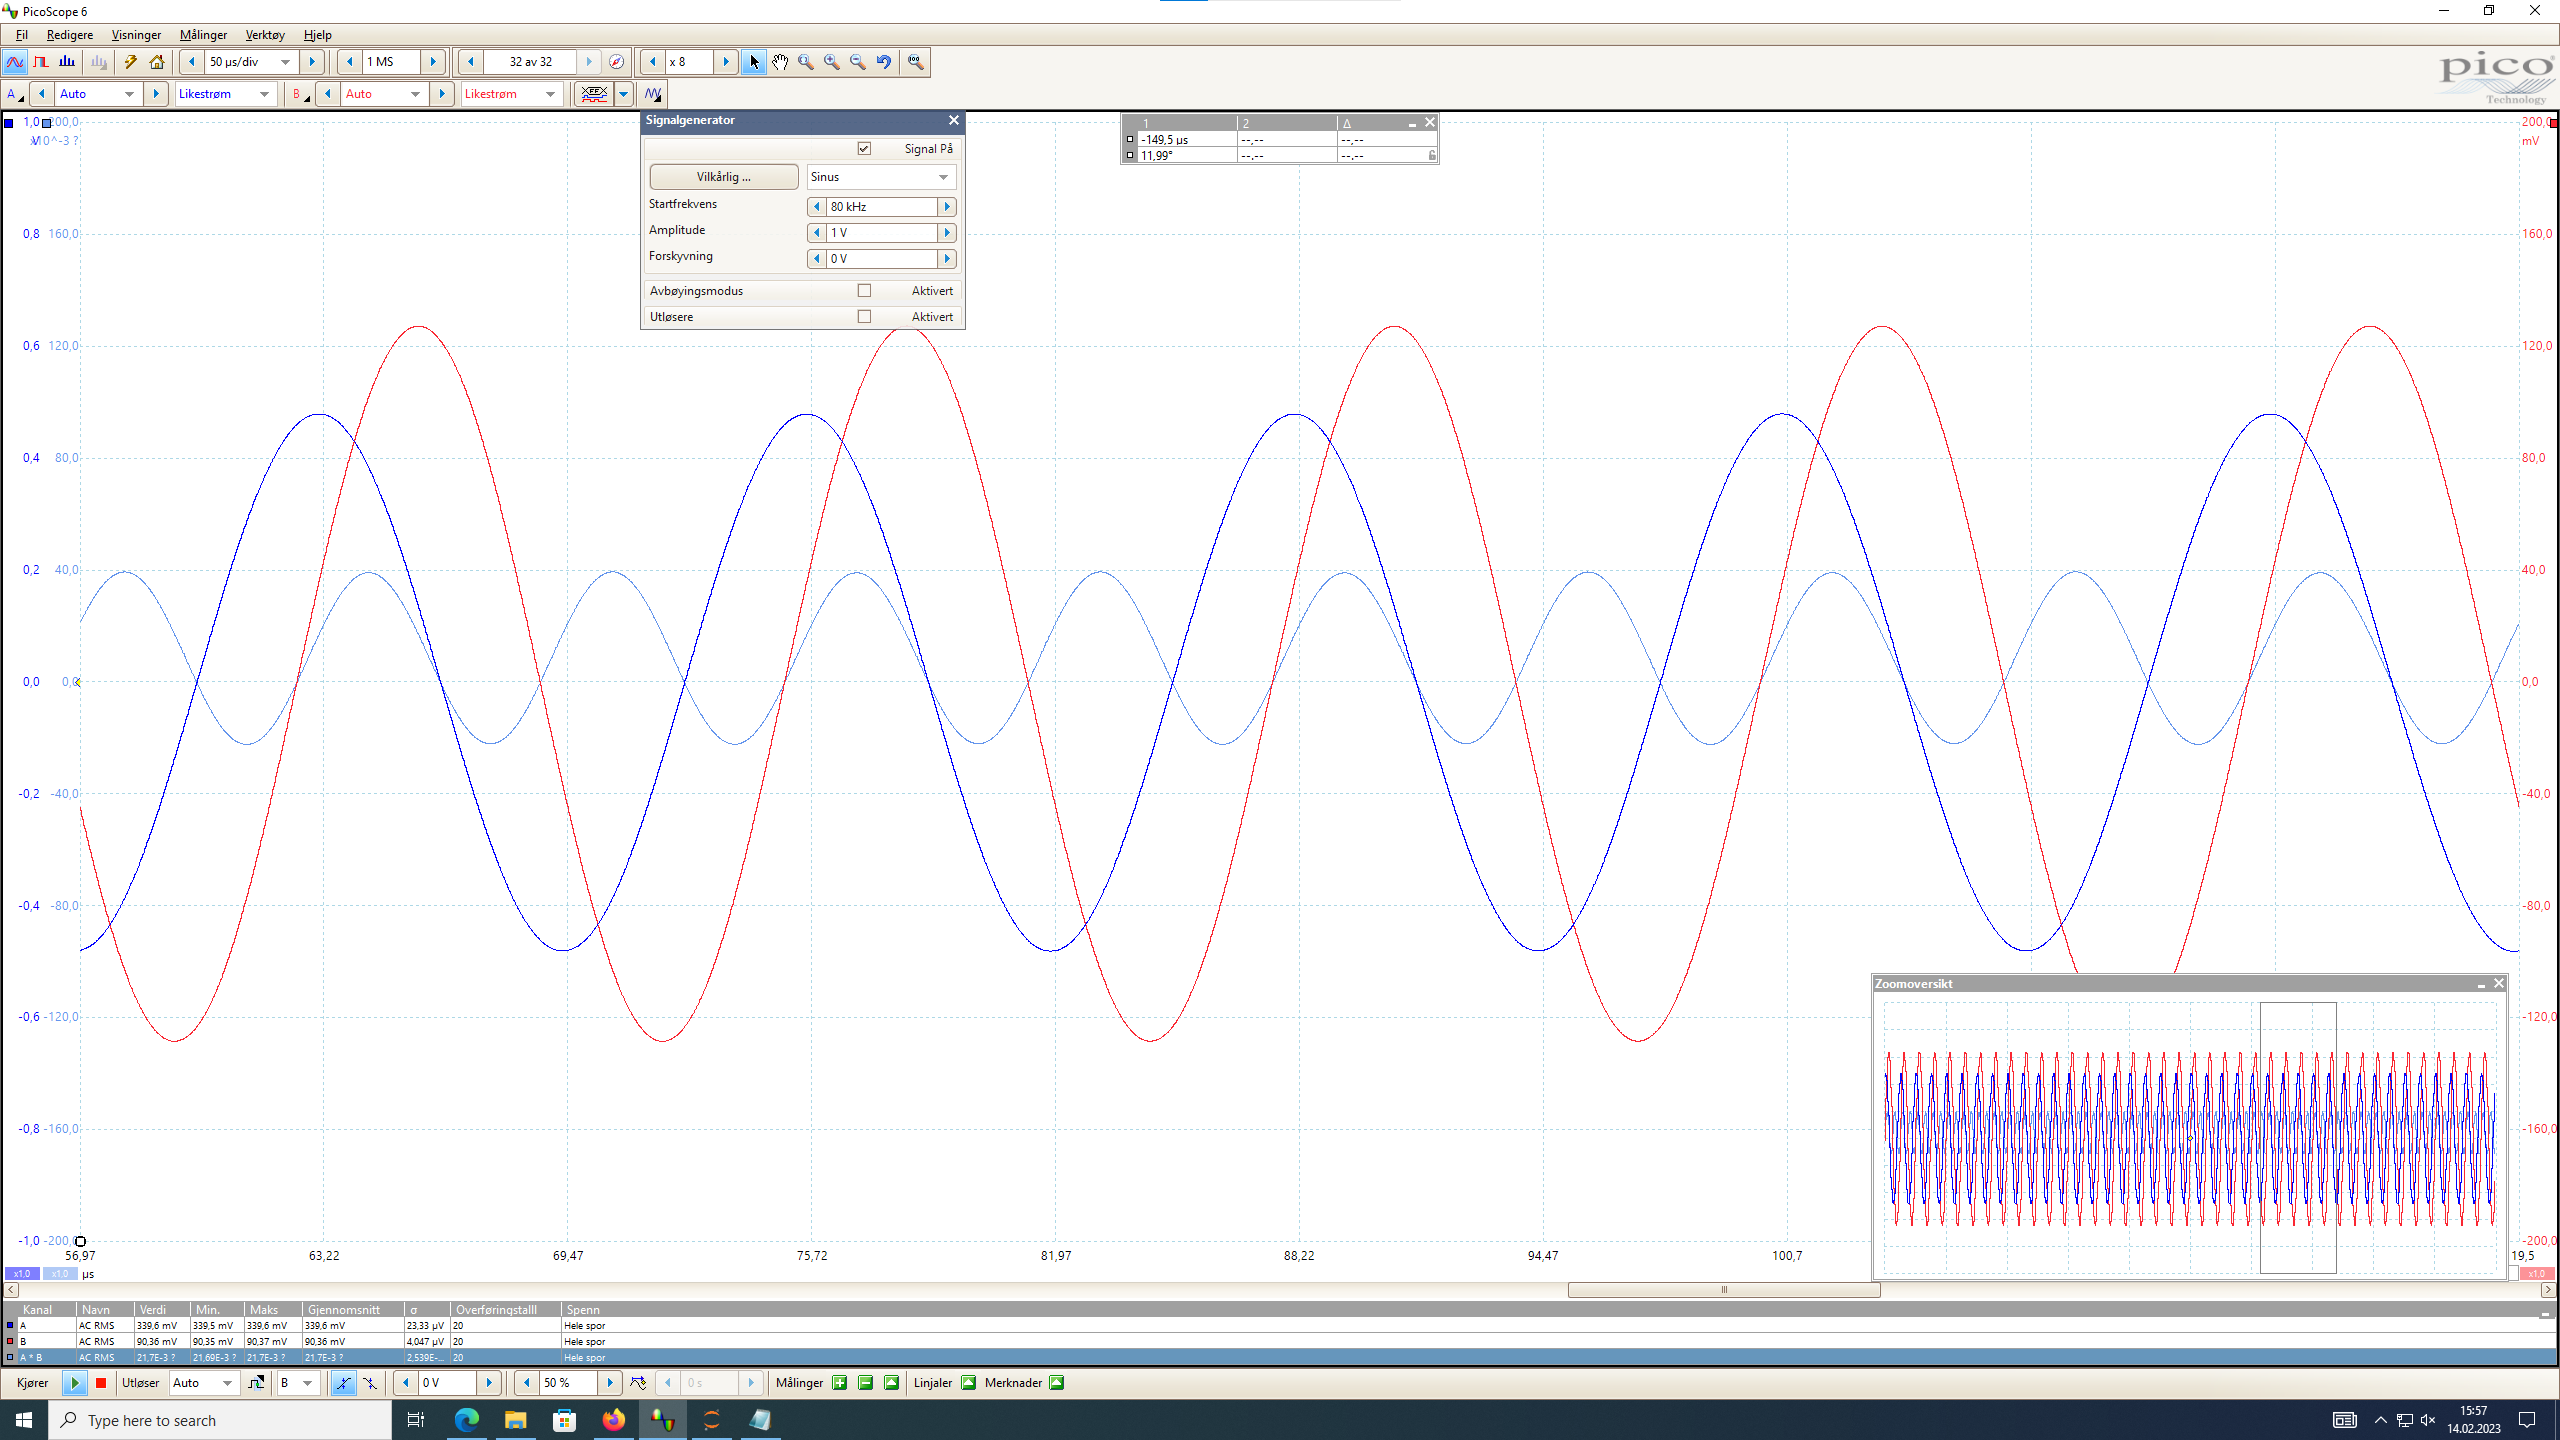 PicoScope 6
Fil Redigere Visninger Målinger Verktøy Hjelp
50 µs/div 1 MS 32 av 32 x 8
pico
Technology
A Auto Likestrøm B Auto Likestrøm
Signalgenerator
Signal På
Vilkårlig ... Sinus
Startfrekvens 80 kHz
Amplitude 1 V
Forskyvning 0 V
Avbøyingsmodus Aktivert
Utløsere Aktivert
1 2 Δ
-149,5 µs --,-- --,--
11,99° --,-- --,--
1,0 200,0 200,0
mV
0,8 160,0 160,0
0,6 120,0 120,0
0,4 80,0 80,0
0,2 40,0 40,0
0,0 0,0 0,0
-0,2 -40,0 -40,0
-0,4 -80,0 -80,0
Zoomoversikt
-0,6 -120,0 -120,0
-0,8 -160,0 -160,0
-1,0 -200,0 -200,0
56,97 63,22 69,47 75,72 81,97 88,22 94,47 100,7 19,5
x1,0 x1,0 µs x1,0
Kanal Navn Verdi Min. Maks Gjennomsnitt σ Overføringstalll Spenn
A AC RMS 339,6 mV 339,5 mV 339,6 mV 339,6 mV 23,33 µV 20 Hele spor
B AC RMS 90,36 mV 90,35 mV 90,37 mV 90,36 mV 4,047 µV 20 Hele spor
A * B AC RMS 21,7E-3 ? 21,69E-3 ? 21,7E-3 ? 21,7E-3 ? 2,539E-... 20 Hele spor
Kjører Utløser Auto B 0 V 50 % 0 s Målinger Linjaler Merknader
Type here to search
15:57
14.02.2023